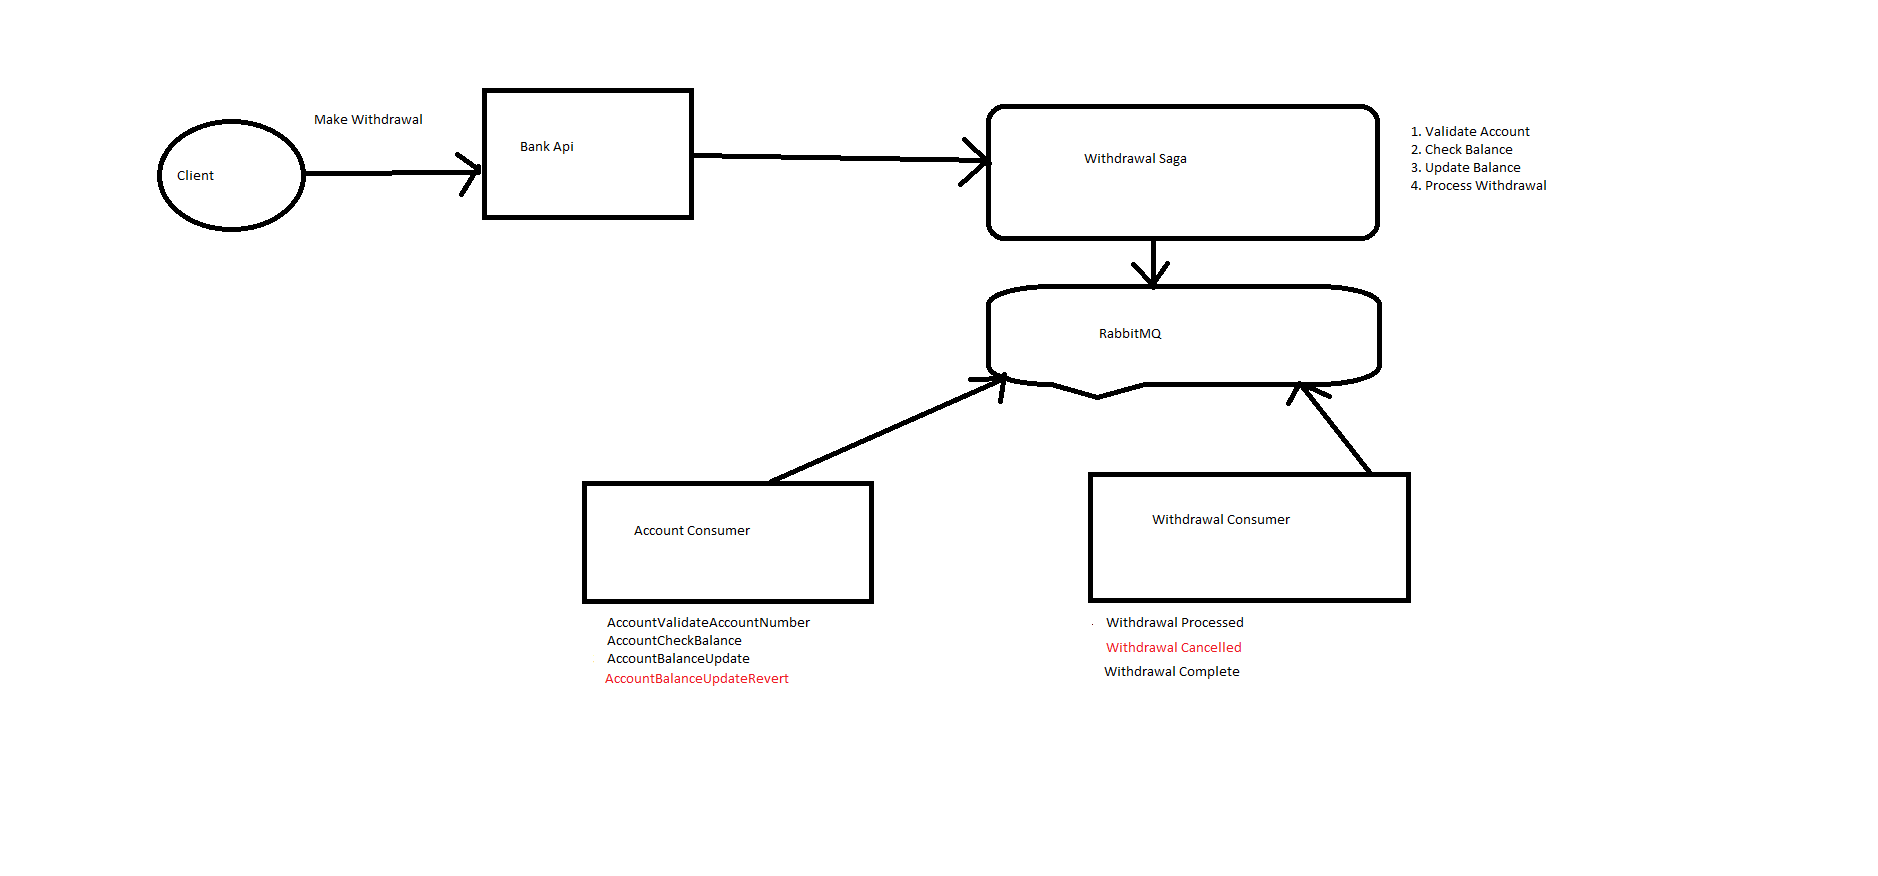 Make Withdrawal
Client
Bank Api
Withdrawal Saga
1. Validate Account
2. Check Balance
3. Update Balance
4. Process Withdrawal
RabbitMQ
Account Consumer
AccountValidateAccountNumber
AccountCheckBalance
AccountBalanceUpdate
AccountBalanceUpdateRevert
Withdrawal Consumer
Withdrawal Processed
Withdrawal Cancelled
Withdrawal Complete